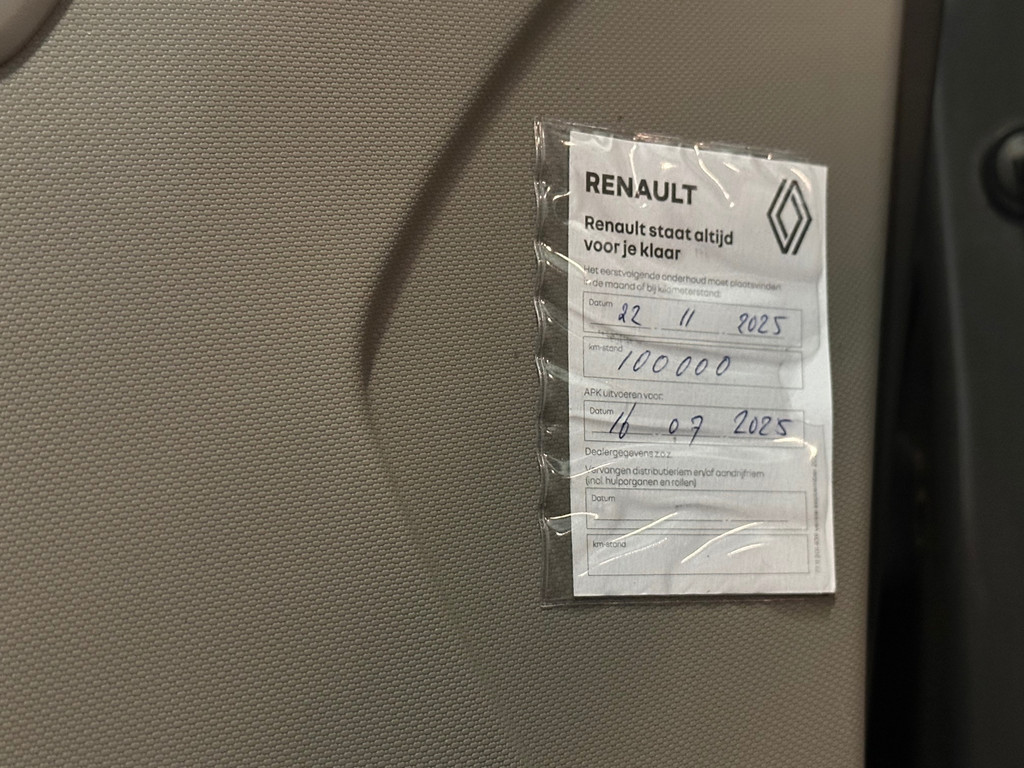 RENAULT
Renault staat altijd
voor je klaar
Het eerstvolgende onderhoud moet plaatsvinden
in de maand of bij kilometerstand:
Datum 22 11 2025
km-stand 100000
APK uitvoeren voor:
Datum 16 07 2025
Dealergegevens z.o.z.
Vervangen distributieriem en/of aandrijfriem
(incl. hulporganen en rollen)
Datum
km-stand